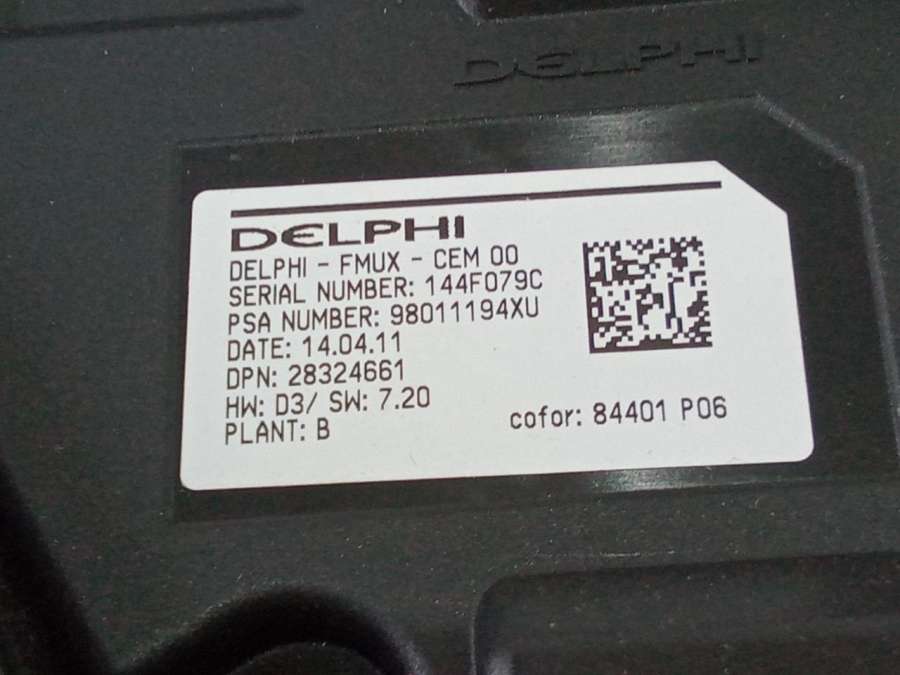 DELPHI
DELPHI
DELPHI - FMUX - CEM 00
SERIAL NUMBER: 144F079C
PSA NUMBER: 98011194XU
DATE: 14.04.11
DPN: 28324661
HW: D3/ SW: 7.20
PLANT: B
cofor: 84401 P06